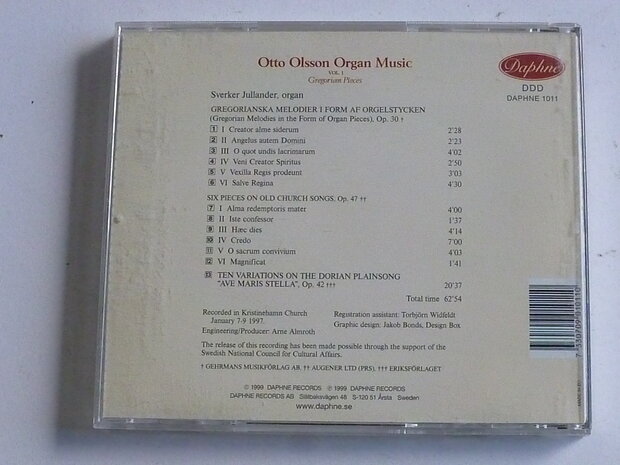 Otto Olsson Organ Music
VOL. 1
Gregorian Pieces
Daphne
DDD
DAPHNE 1011
Sverker Jullander, organ
GREGORIANSKA MELODIER I FORM AF ORGELSTYCKEN
(Gregorian Melodies in the Form of Organ Pieces), Op. 30 †
1 I Creator alme siderum 2'28
2 II Angelus autem Domini 2'23
3 III O quot undis lacrimarum 4'02
4 IV Veni Creator Spiritus 2'50
5 V Vexilla Regis prodeunt 3'03
6 VI Salve Regina 4'30
SIX PIECES ON OLD CHURCH SONGS, Op. 47 ††
7 I Alma redemptoris mater 4'00
8 II Iste confessor 1'37
9 III Hæc dies 4'14
10 IV Credo 7'00
11 V O sacrum convivium 4'03
12 VI Magnificat 1'41
13 TEN VARIATIONS ON THE DORIAN PLAINSONG
"AVE MARIS STELLA", Op. 42 ††† 20'37
Total time 62'54
Recorded in Kristinehamn Church
January 7-9 1997.
Engineering/Producer: Arne Almroth
Registration assistant: Torbjörn Widfeldt
Graphic design: Jakob Bonds, Design Box
The release of this recording has been made possible through the support of the
Swedish National Council for Cultural Affairs.
† GEHRMANS MUSIKFÖRLAG AB, †† AUGENER LTD (PRS), ††† ERIKSFÖRLAGET
© 1999 DAPHNE RECORDS ℗ 1999 DAPHNE RECORDS
DAPHNE RECORDS AB Stillbaksvägen 48 S-120 51 Årsta Sweden
www.daphne.se